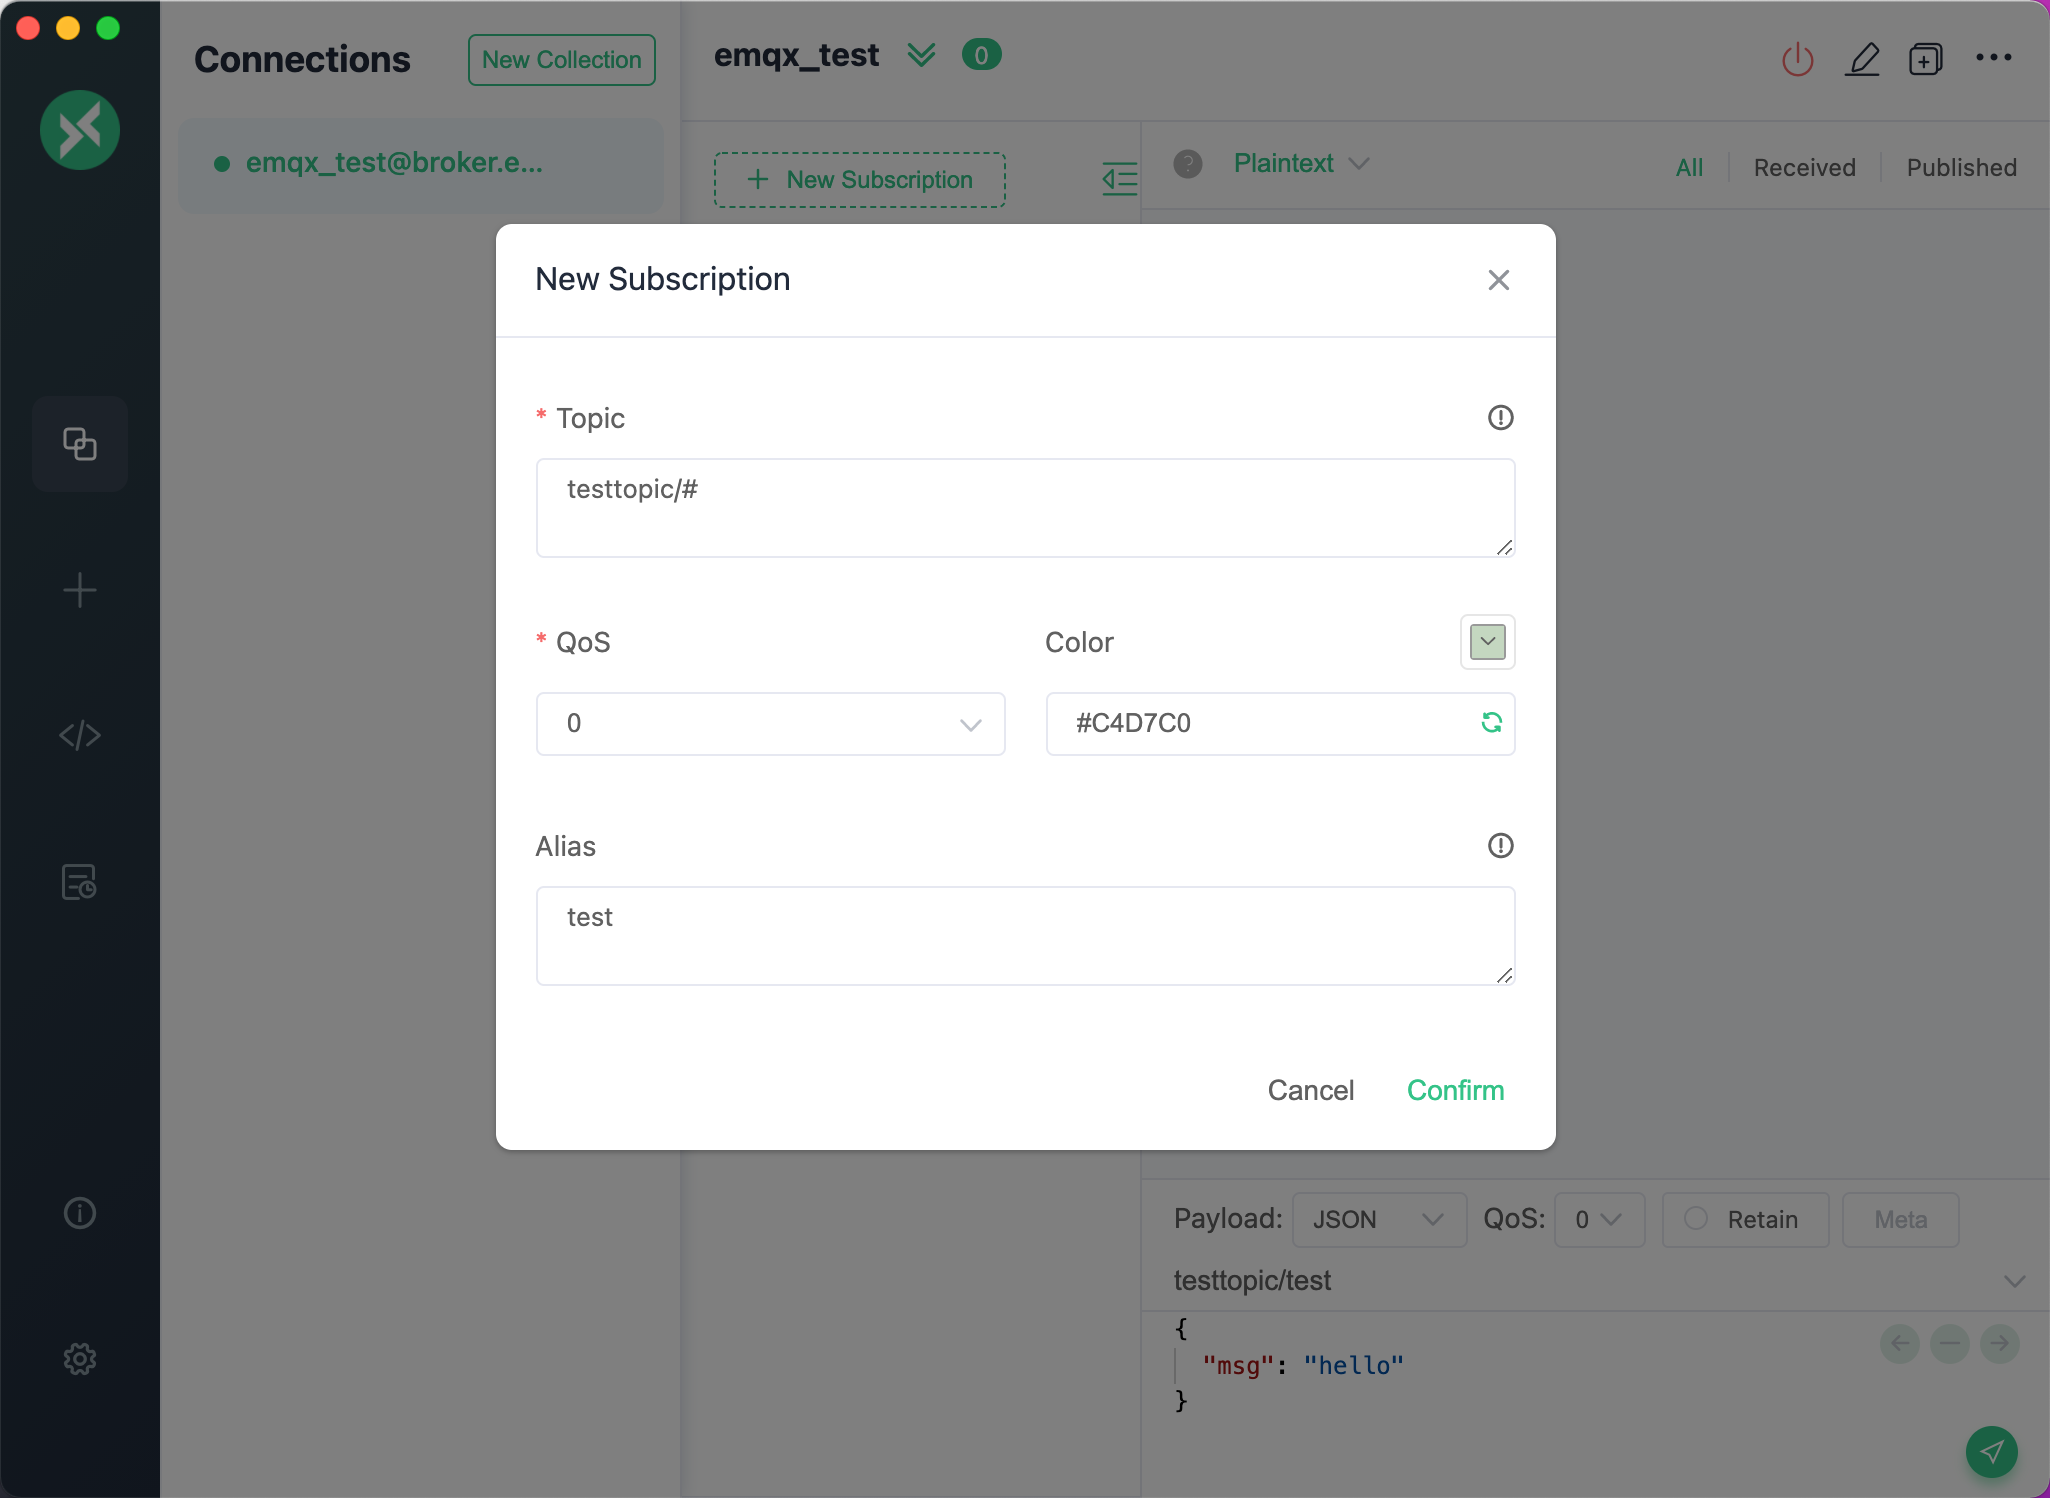 Connections
New Collection
emqx_test@broker.e...
emqx_test
0
New Subscription
Plaintext
All
Received
Published
New Subscription
* Topic
testtopic/#
* QoS
0
Color
#C4D7C0
Alias
test
Cancel
Confirm
Payload:
JSON
QoS:
0
Retain
Meta
testtopic/test
{
"msg": "hello"
}